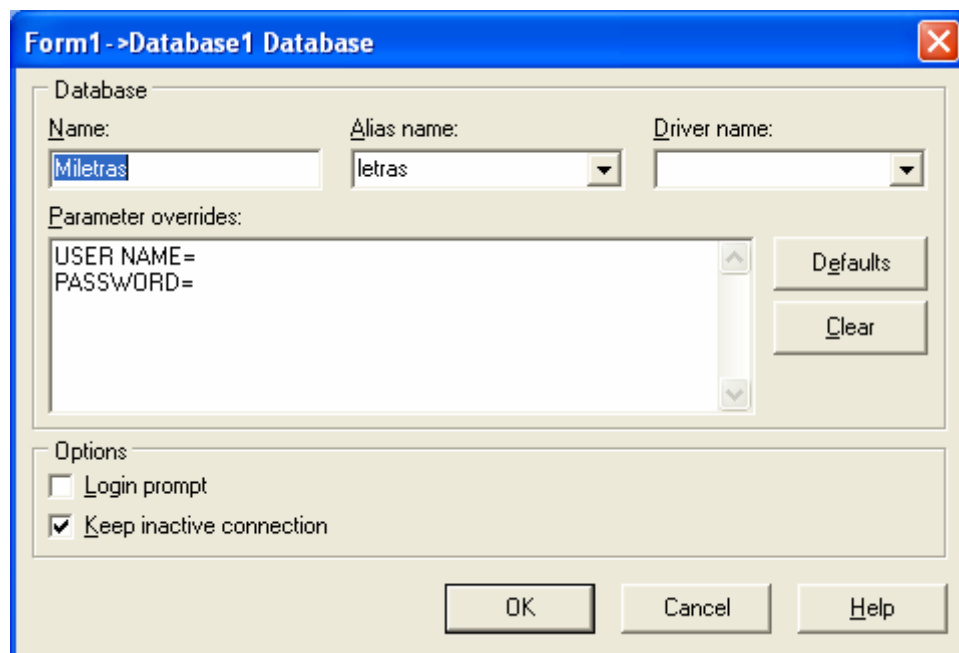 Form1->Database1 Database
Database
Name:
Alias name:
Driver name:
Miletras
letras
Parameter overrides:
USER NAME=
PASSWORD=
Defaults
Clear
Options
Login prompt
Keep inactive connection
OK
Cancel
Help